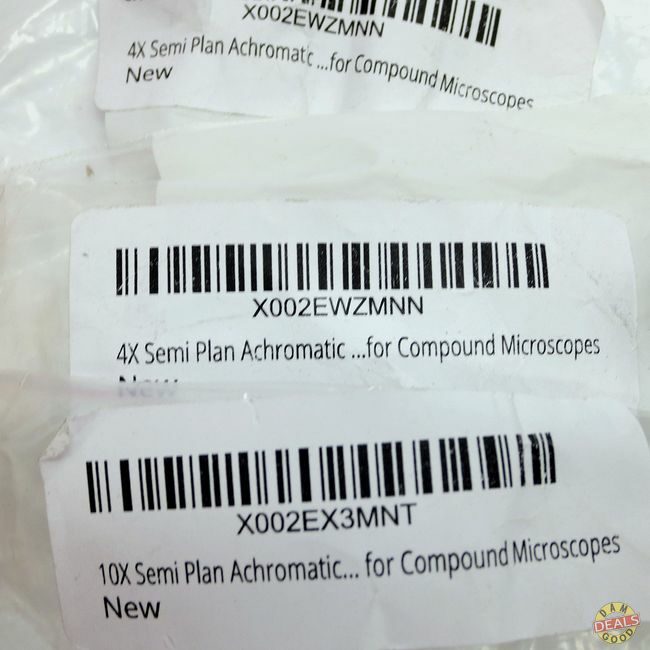 X002EWZMNN
4X Semi Plan Achromatic ...for Compound Microscopes
New
X002EWZMNN
4X Semi Plan Achromatic ...for Compound Microscopes
New
X002EX3MNT
10X Semi Plan Achromatic... for Compound Microscopes
New
DAM
DEALS
GOOD